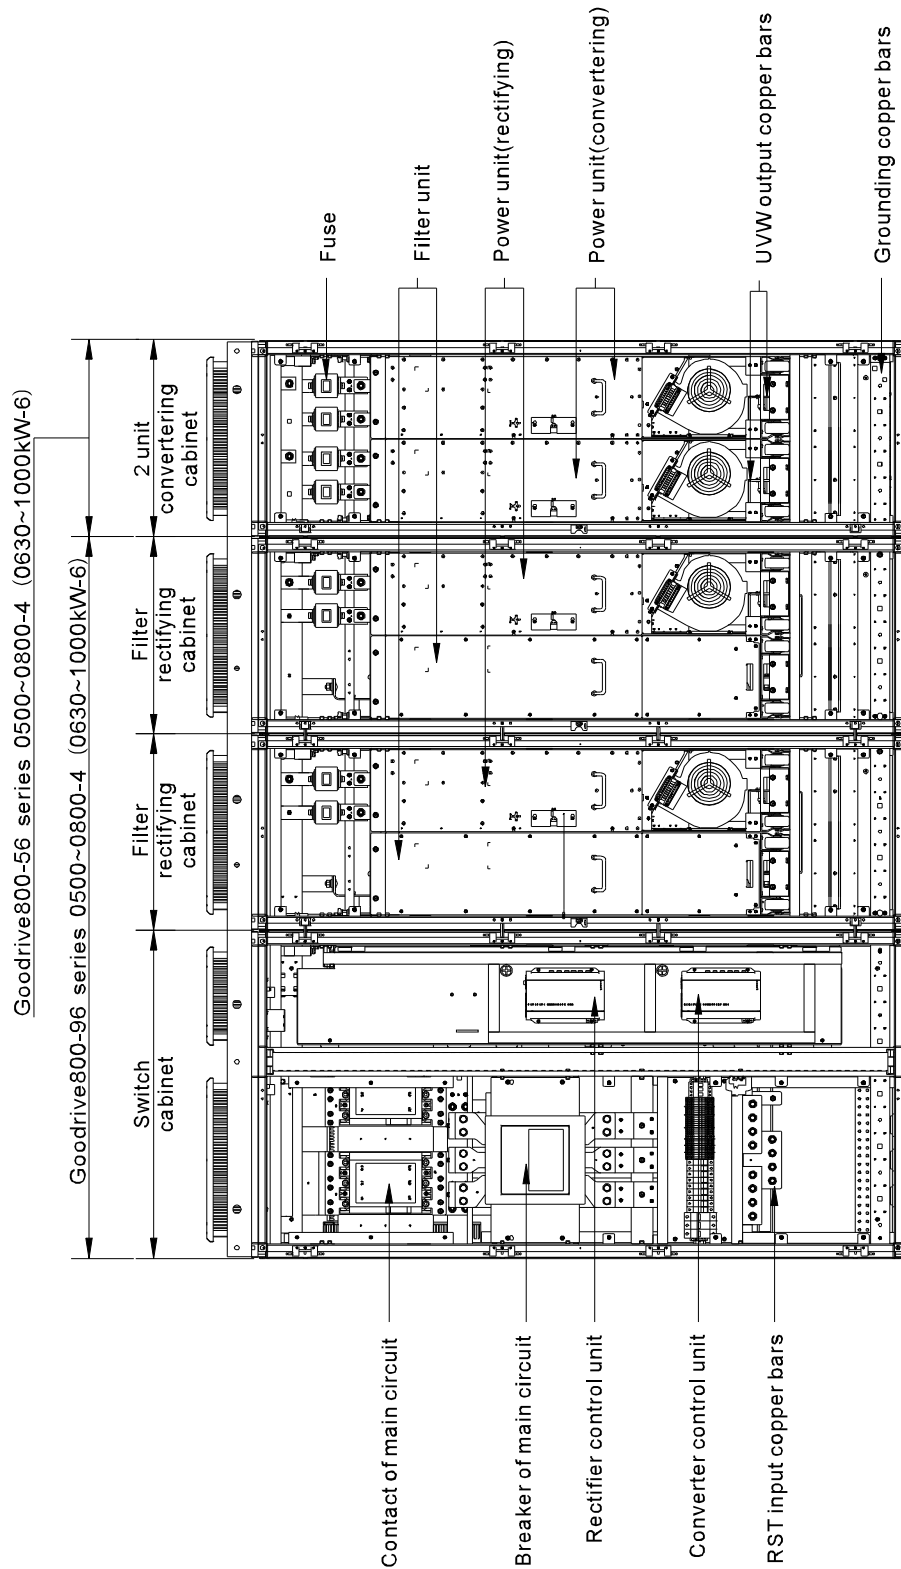 Goodrive800-56 series 0500~0800-4 (0630~1000kW-6)
Goodrive800-96 series 0500~0800-4 (0630~1000kW-6)
Switch
cabinet
Filter
rectifying
cabinet
Filter
rectifying
cabinet
2 unit
convertering
cabinet
Fuse
Filter unit
Power unit(rectifying)
Power unit(convertering)
UVW output copper bars
Grounding copper bars
Contact of main circuit
Breaker of main circuit
Rectifier control unit
Converter control unit
RST input copper bars